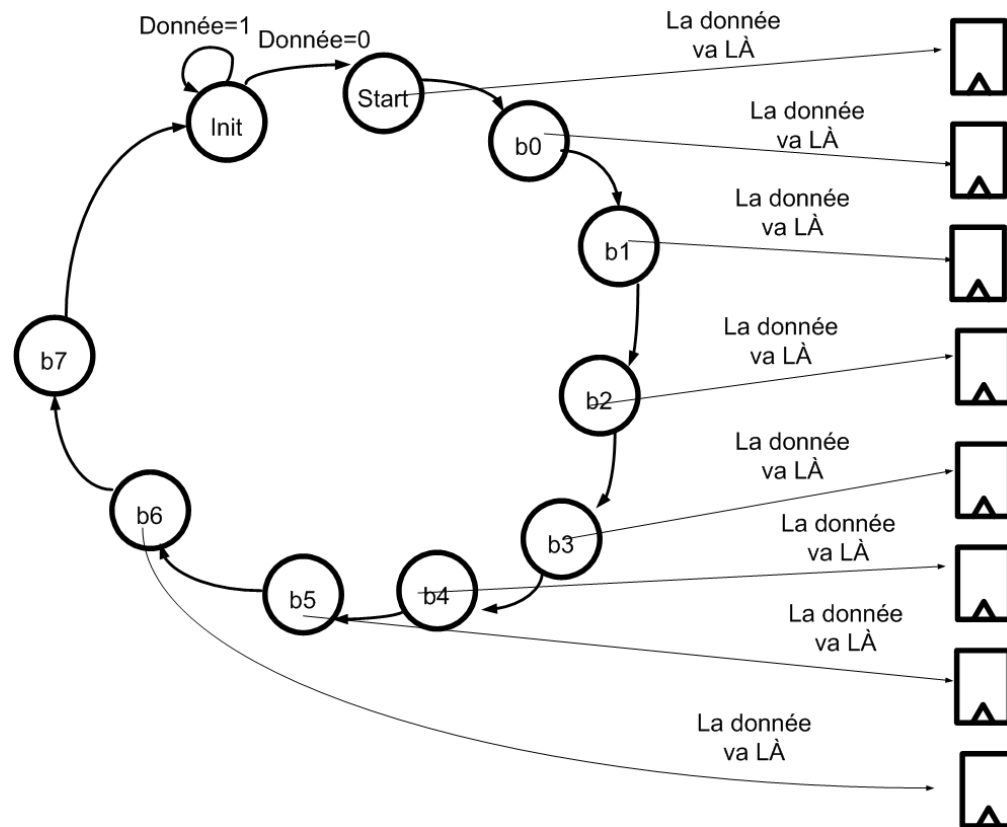 Donnée=1
Donnée=0
Init
Start
b0
b1
b2
b3
b4
b5
b6
b7
La donnée
va LÀ
La donnée
va LÀ
La donnée
va LÀ
La donnée
va LÀ
La donnée
va LÀ
La donnée
va LÀ
La donnée
va LÀ
La donnée
va LÀ